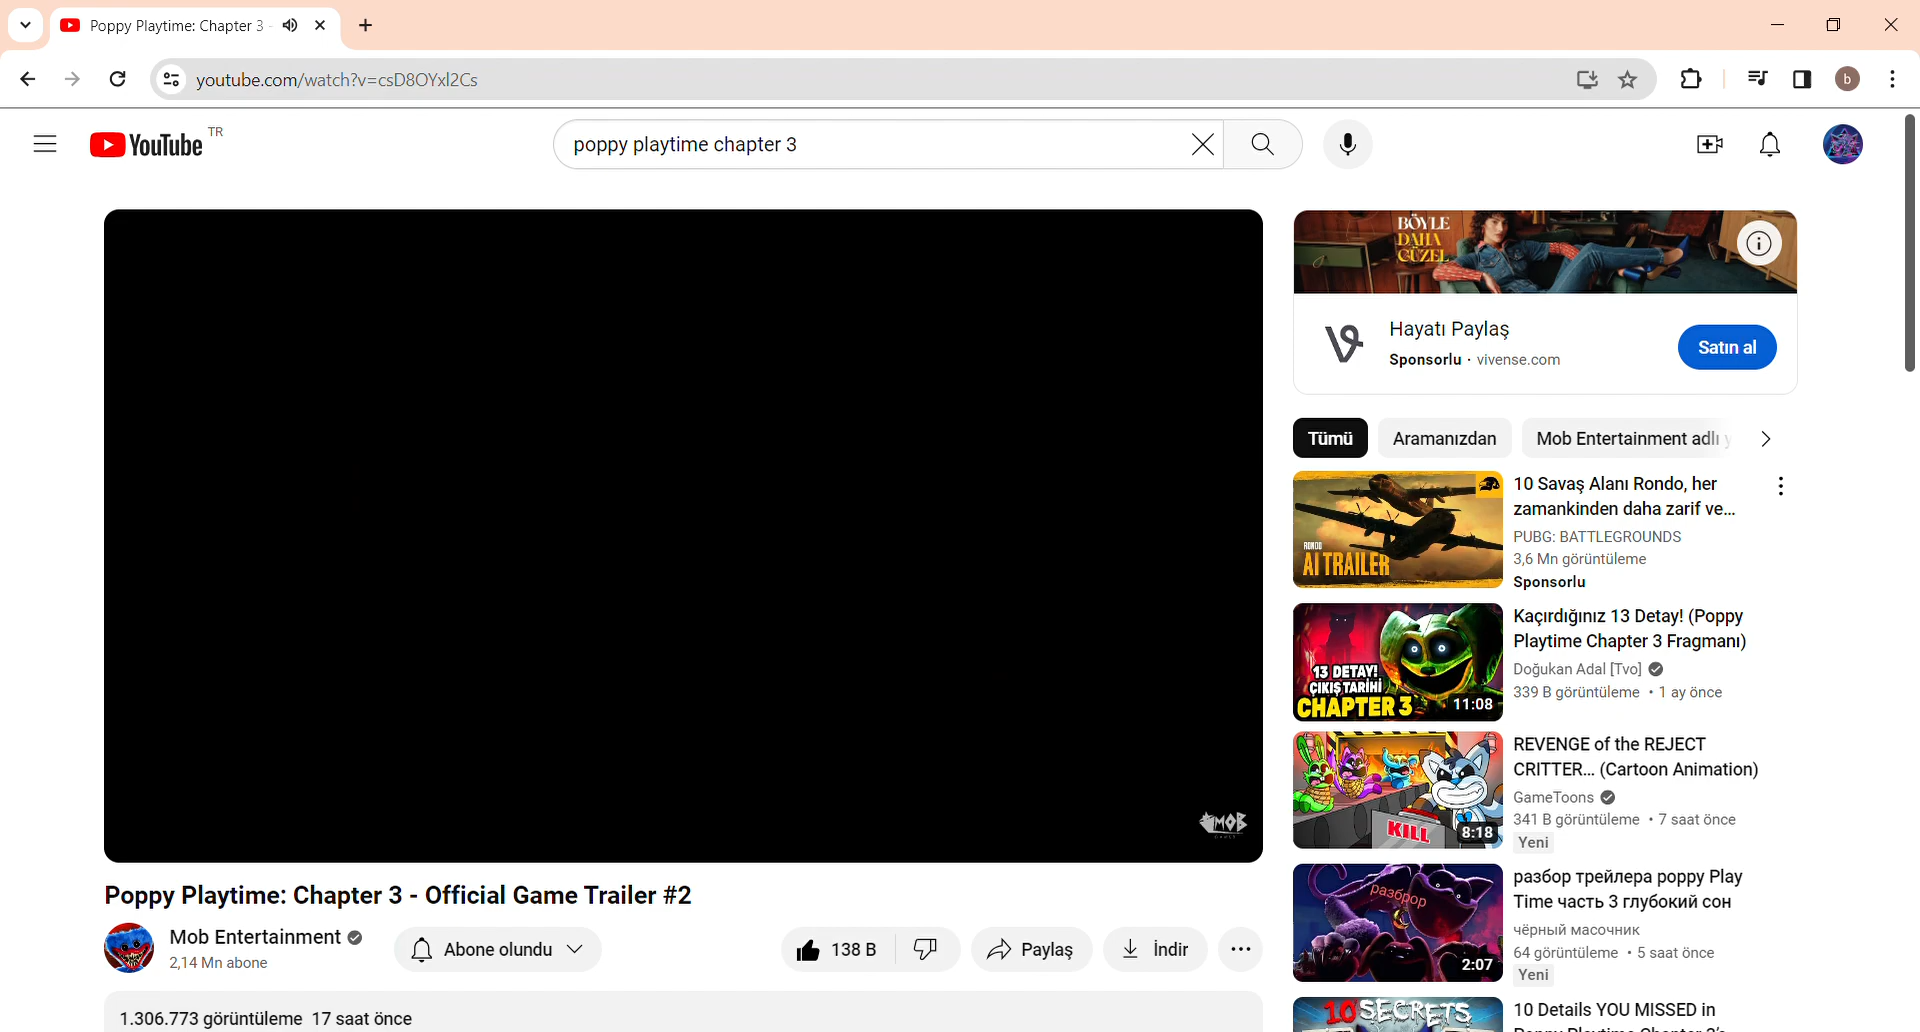 Poppy Playtime: Chapter 3 -
youtube.com/watch?v=csD8OYxl2Cs
b
YouTube TR
poppy playtime chapter 3
MOB
Poppy Playtime: Chapter 3 - Official Game Trailer #2
Mob Entertainment
2,14 Mn abone
Abone olundu
138 B
Paylaş
İndir
1.306.773 görüntüleme 17 saat önce
BÖYLE
DAHA
GÜZEL
Hayatı Paylaş
Sponsorlu · vivense.com
Satın al
Tümü
Aramanızdan
Mob Entertainment adlı y
RONDO
AI TRAILER
10 Savaş Alanı Rondo, her
zamankinden daha zarif ve...
PUBG: BATTLEGROUNDS
3,6 Mn görüntüleme
Sponsorlu
13 DETAY!
ÇIKIŞ TARİHİ
CHAPTER 3
11:08
Kaçırdığınız 13 Detay! (Poppy
Playtime Chapter 3 Fragmanı)
Doğukan Adal [Tvo]
339 B görüntüleme • 1 ay önce
KILL
8:18
REVENGE of the REJECT
CRITTER... (Cartoon Animation)
GameToons
341 B görüntüleme • 7 saat önce
Yeni
разброр
2:07
разбор трейлера poppy Play
Time часть 3 глубокий сон
чёрный масочник
64 görüntüleme • 5 saat önce
Yeni
10 SECRETS
10 Details YOU MISSED in
Poppy Playtime Chapter 3's